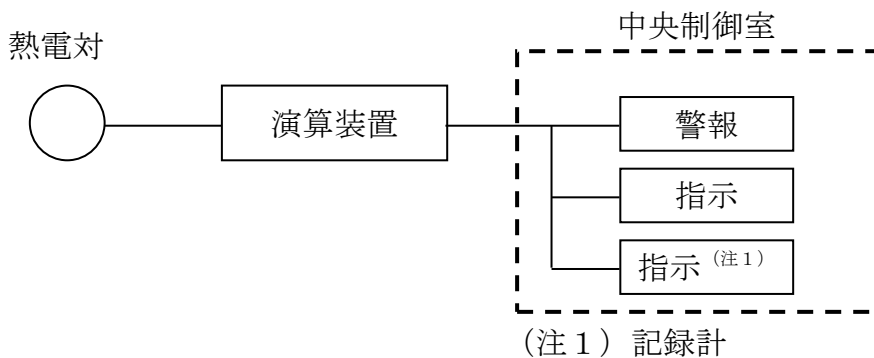 中央制御室
熱電対
演算装置
警報
指示
指示（注１）
（注１）記録計